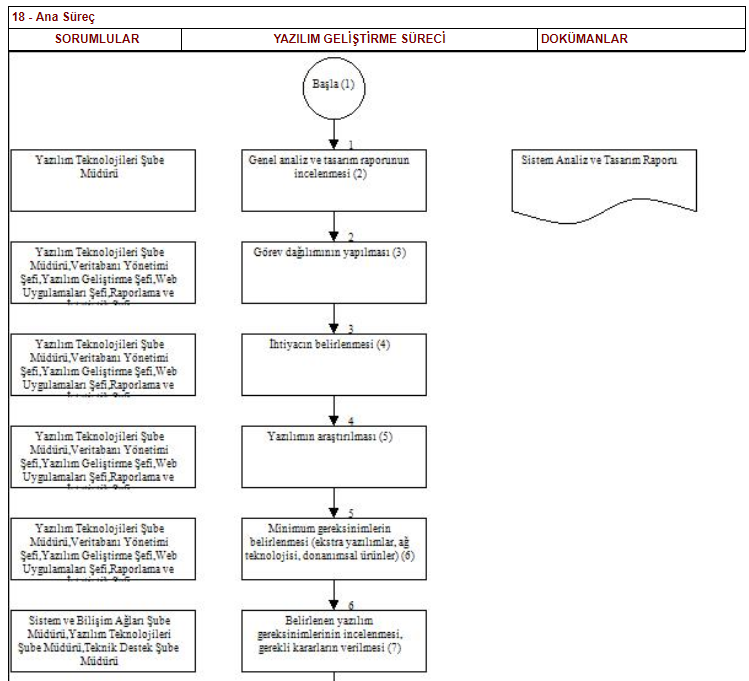 18 - Ana Süreç
SORUMLULAR
YAZILIM GELİŞTİRME SÜRECİ
DOKÜMANLAR
Başla (1)
1
Yazılım Teknolojileri Şube
Müdürü
Genel analiz ve tasarım raporunun
incelenmesi (2)
Sistem Analiz ve Tasarım Raporu
2
Yazılım Teknolojileri Şube
Müdürü,Veritabanı Yönetimi
Şefi,Yazılım Geliştirme Şefi,Web
Uygulamaları Şefi,Raporlama ve
Görev dağılımının yapılması (3)
3
Yazılım Teknolojileri Şube
Müdürü,Veritabanı Yönetimi
Şefi,Yazılım Geliştirme Şefi,Web
Uygulamaları Şefi,Raporlama ve
İhtiyacın belirlenmesi (4)
4
Yazılım Teknolojileri Şube
Müdürü,Veritabanı Yönetimi
Şefi,Yazılım Geliştirme Şefi,Web
Uygulamaları Şefi,Raporlama ve
Yazılımın araştırılması (5)
5
Yazılım Teknolojileri Şube
Müdürü,Veritabanı Yönetimi
Şefi,Yazılım Geliştirme Şefi,Web
Uygulamaları Şefi,Raporlama ve
Minimum gereksinimlerin
belirlenmesi (ekstra yazılımlar, ağ
teknolojisi, donanımsal ürünler) (6)
6
Sistem ve Bilişim Ağları Şube
Müdürü,Yazılım Teknolojileri
Şube Müdürü,Teknik Destek Şube
Müdürü
Belirlenen yazılım
gereksinimlerinin incelenmesi,
gerekli kararların verilmesi (7)